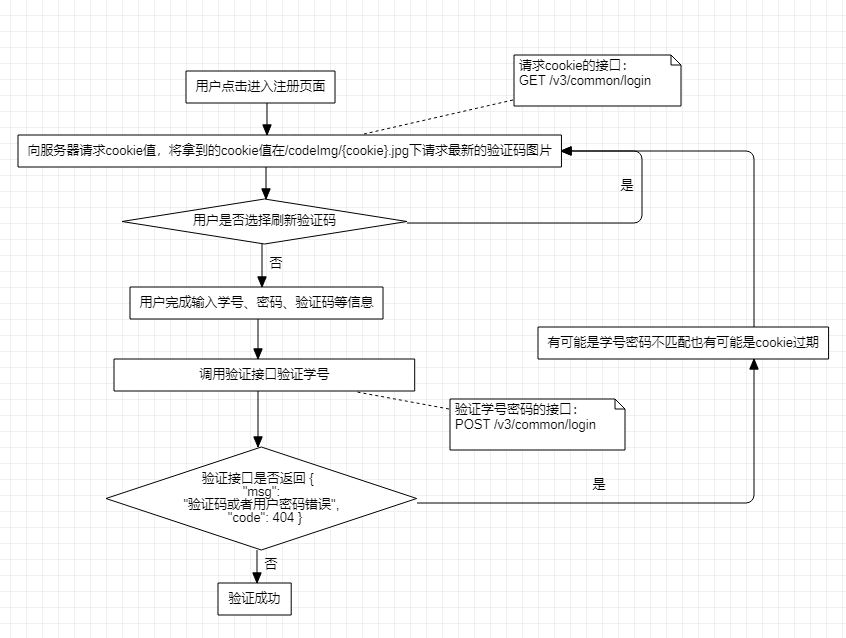 用户点击进入注册页面
请求cookie的接口：
GET /v3/common/login
向服务器请求cookie值，将拿到的cookie值在/codeImg/{cookie}.jpg下请求最新的验证码图片
是
用户是否选择刷新验证码
否
用户完成输入学号、密码、验证码等信息
有可能是学号密码不匹配也有可能是cookie过期
调用验证接口验证学号
验证学号密码的接口：
POST /v3/common/login
验证接口是否返回 {
"msg":
"验证码或者用户密码错误",
"code": 404 }
是
否
验证成功